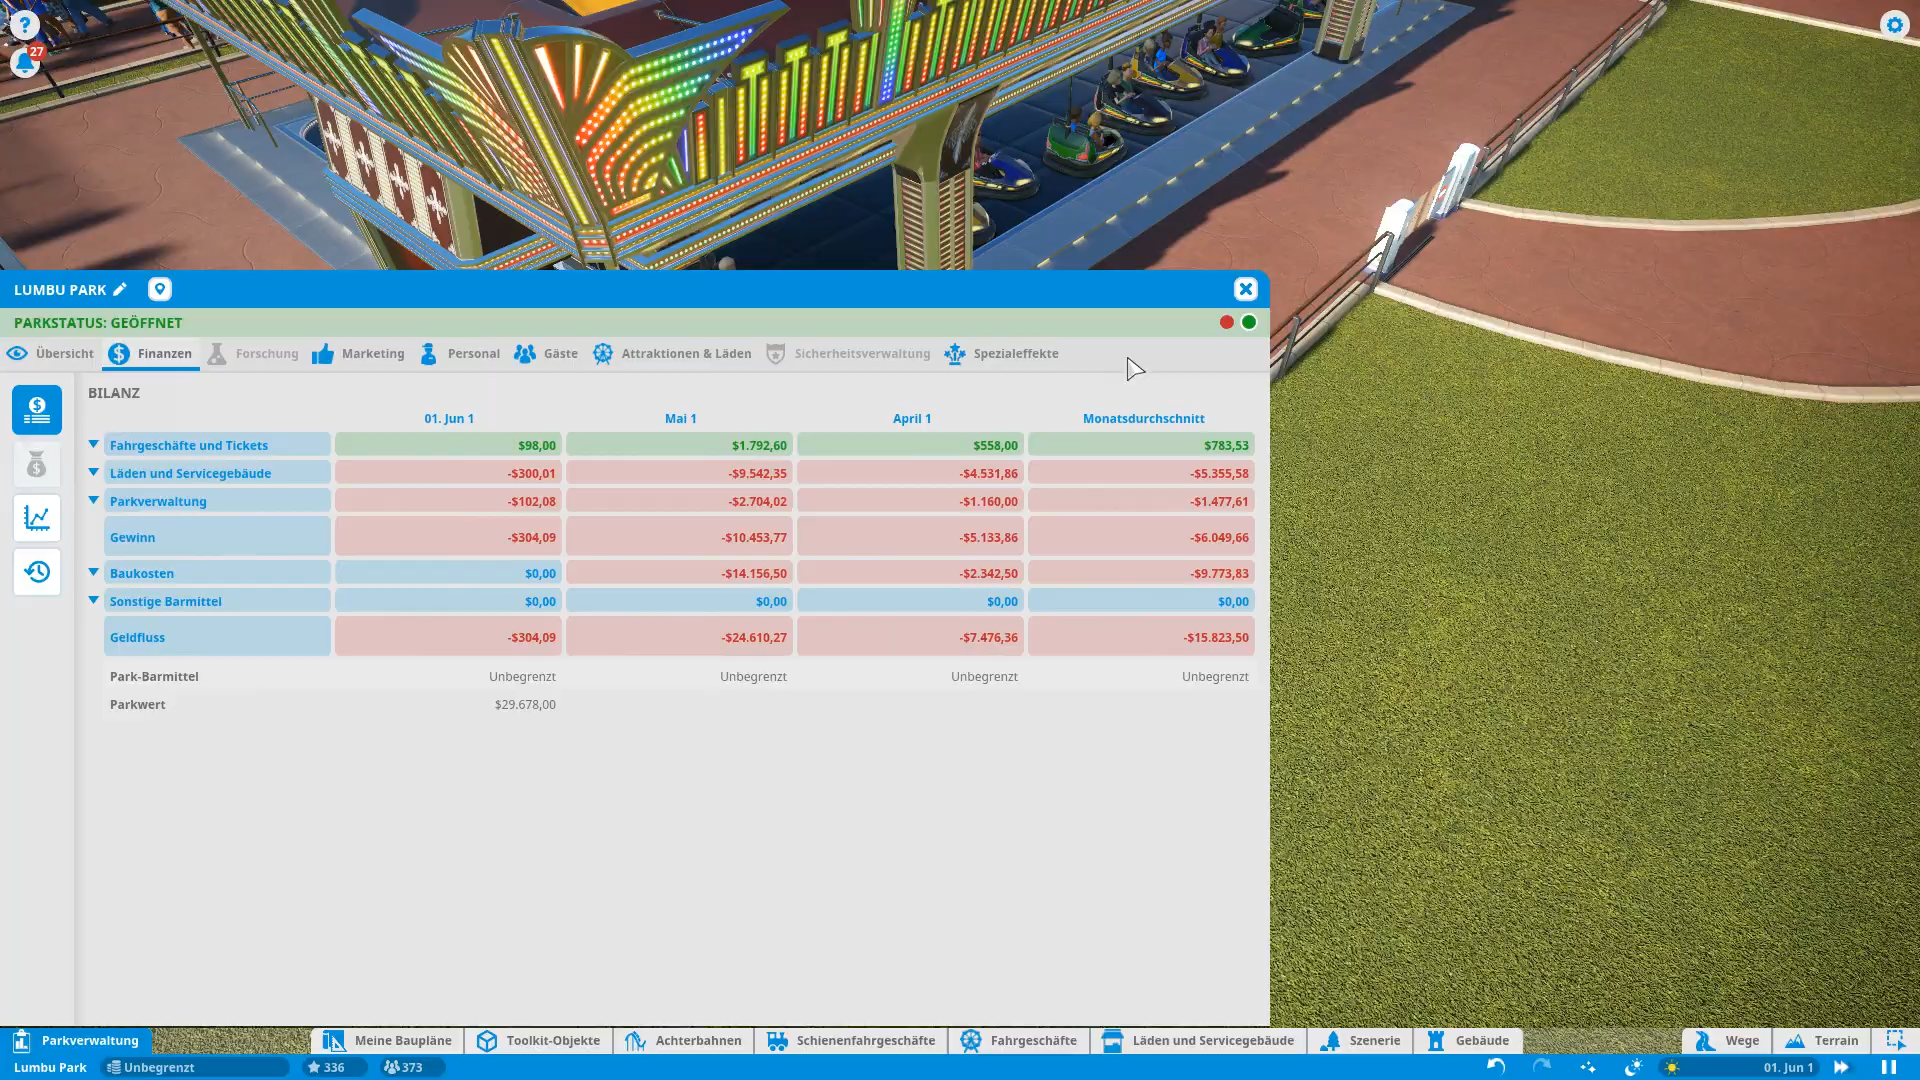 ?
27
LUMBU PARK
PARKSTATUS: GEÖFFNET
Übersicht Finanzen Forschung Marketing Personal Gäste Attraktionen & Läden Sicherheitsverwaltung Spezialeffekte
BILANZ
01. Jun 1 Mai 1 April 1 Monatsdurchschnitt
Fahrgeschäfte und Tickets $98,00 $1.792,60 $558,00 $783,53
Läden und Servicegebäude -$300,01 -$9.542,35 -$4.531,86 -$5.355,58
Parkverwaltung -$102,08 -$2.704,02 -$1.160,00 -$1.477,61
Gewinn -$304,09 -$10.453,77 -$5.133,86 -$6.049,66
Baukosten $0,00 -$14.156,50 -$2.342,50 -$9.773,83
Sonstige Barmittel $0,00 $0,00 $0,00 $0,00
Geldfluss -$304,09 -$24.610,27 -$7.476,36 -$15.823,50
Park-Barmittel Unbegrenzt Unbegrenzt Unbegrenzt Unbegrenzt
Parkwert $29.678,00
Parkverwaltung Meine Baupläne Toolkit-Objekte Achterbahnen Schienenfahrgeschäfte Fahrgeschäfte Läden und Servicegebäude Szenerie Gebäude Wege Terrain
Lumbu Park Unbegrenzt 336 373 01. Jun 1